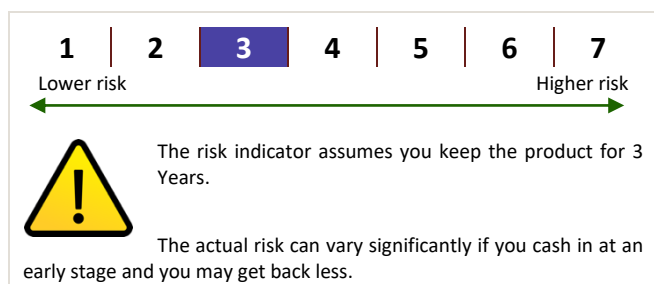 1 2 3 4 5 6 7
Lower risk Higher risk
The risk indicator assumes you keep the product for 3
Years.
The actual risk can vary significantly if you cash in at an
early stage and you may get back less.